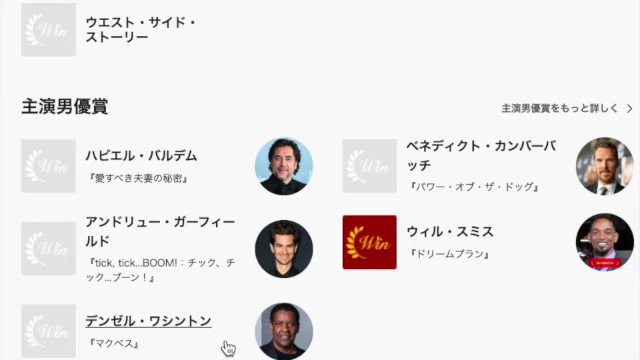 Win
ウエスト・サイド・
ストーリー
主演男優賞
主演男優賞をもっと詳しく
Win
ハビエル・バルデム
『愛すべき夫妻の秘密』
Win
ベネディクト・カンバーバ
ッチ
『パワー・オブ・ザ・ドッグ』
Win
アンドリュー・ガーフィー
ルド
『tick, tick...BOOM!：チック、チ
ック...ブーン！』
Win
ウィル・スミス
『ドリームプラン』
Win
デンゼル・ワシントン
『マクベス』